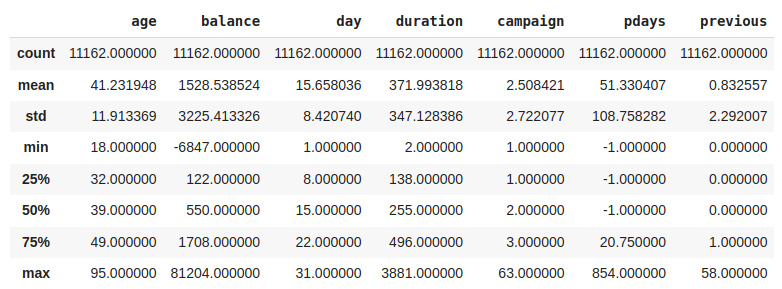 age balance day duration campaign pdays previous
count 11162.000000 11162.000000 11162.000000 11162.000000 11162.000000 11162.000000 11162.000000
mean 41.231948 1528.538524 15.658036 371.993818 2.508421 51.330407 0.832557
std 11.913369 3225.413326 8.420740 347.128386 2.722077 108.758282 2.292007
min 18.000000 -6847.000000 1.000000 2.000000 1.000000 -1.000000 0.000000
25% 32.000000 122.000000 8.000000 138.000000 1.000000 -1.000000 0.000000
50% 39.000000 550.000000 15.000000 255.000000 2.000000 -1.000000 0.000000
75% 49.000000 1708.000000 22.000000 496.000000 3.000000 20.750000 1.000000
max 95.000000 81204.000000 31.000000 3881.000000 63.000000 854.000000 58.000000